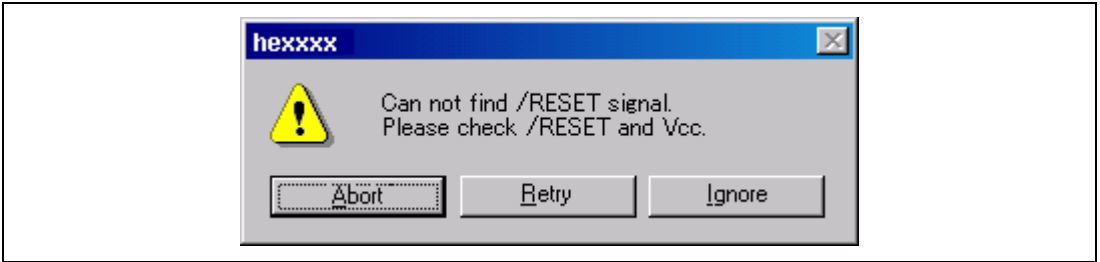 hexxxx
Can not find /RESET signal.
Please check /RESET and Vcc.
Abort Retry Ignore